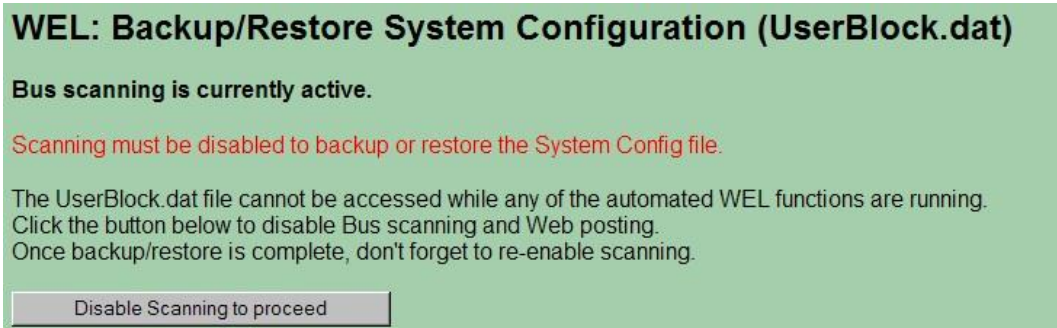 WEL: Backup/Restore System Configuration (UserBlock.dat)
Bus scanning is currently active.
Scanning must be disabled to backup or restore the System Config file.
The UserBlock.dat file cannot be accessed while any of the automated WEL functions are running.
Click the button below to disable Bus scanning and Web posting.
Once backup/restore is complete, don't forget to re-enable scanning.
Disable Scanning to proceed